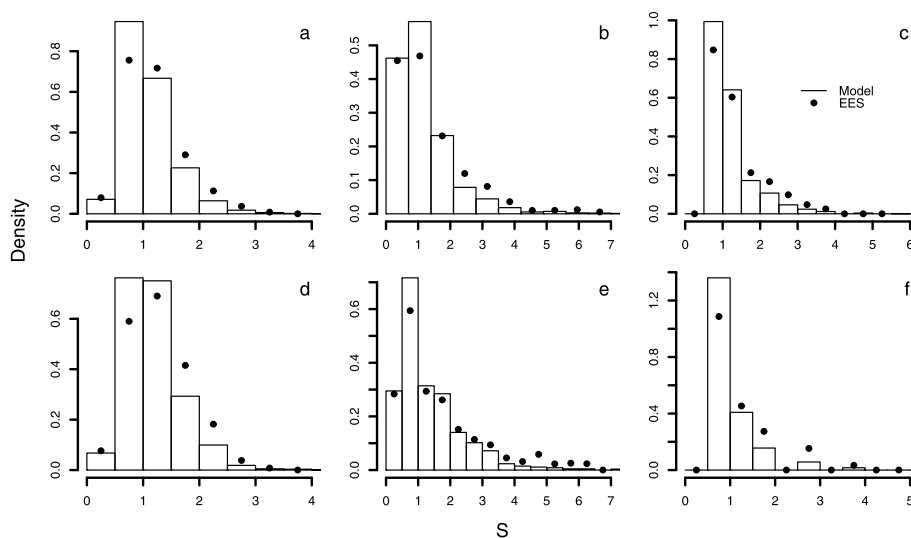 a
b
c
0.0 0.2 0.4 0.6 0.8
0.0 0.1 0.2 0.3 0.4 0.5
0.0 0.2 0.4 0.6 0.8 1.0
Model
EES
0 1 2 3 4
0 1 2 3 4 5 6 7
0 1 2 3 4 5 6
Density
d
e
f
0.0 0.2 0.4 0.6
0.0 0.2 0.4 0.6
0.0 0.4 0.8 1.2
0 1 2 3 4
0 1 2 3 4 5 6 7
0 1 2 3 4 5
S